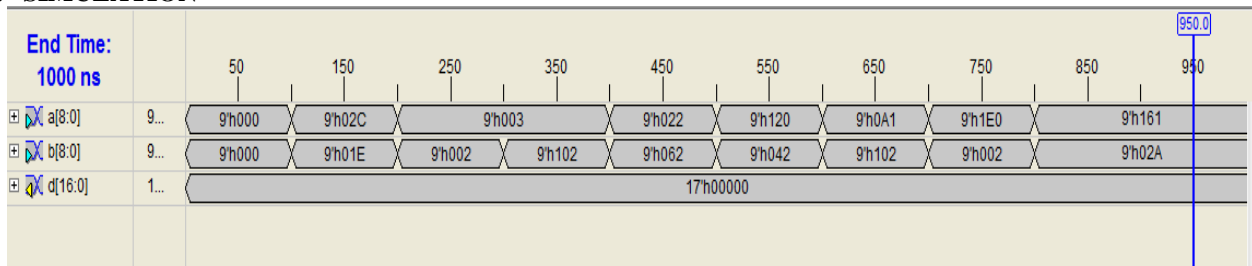 End Time:
1000 ns
950.0
50 150 250 350 450 550 650 750 850 950
a[8:0] 9... 9'h000 9'h02C 9'h003 9'h022 9'h120 9'h0A1 9'h1E0 9'h161
b[8:0] 9... 9'h000 9'h01E 9'h002 9'h102 9'h062 9'h042 9'h102 9'h002 9'h02A
d[16:0] 1... 17'h00000